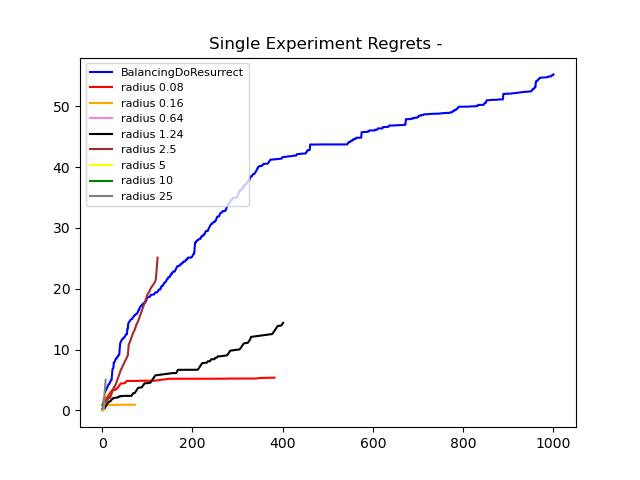 Single Experiment Regrets -
BalancingDoResurrect
radius 0.08
radius 0.16
radius 0.64
radius 1.24
radius 2.5
radius 5
radius 10
radius 25
50
40
30
20
10
0
0 200 400 600 800 1000